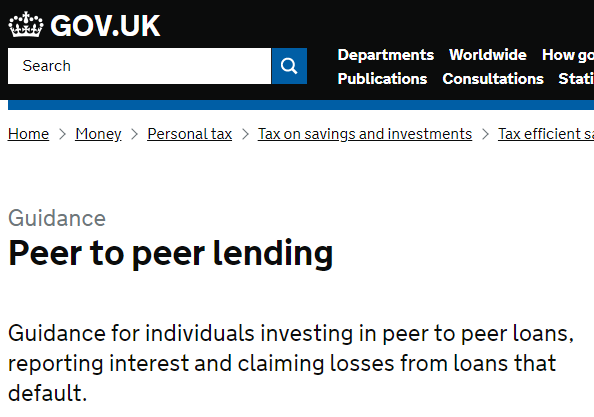 GOV.UK
Search
Departments Worldwide How go
Publications Consultations Stati
Home > Money > Personal tax > Tax on savings and investments > Tax efficient sa
Guidance
Peer to peer lending
Guidance for individuals investing in peer to peer loans,
reporting interest and claiming losses from loans that
default.